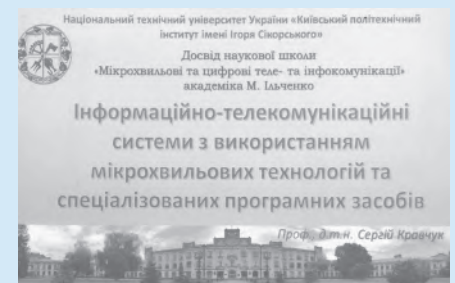 Національний технічний університет України «Київський політехнічний
інститут імені Ігоря Сікорського»
Досвід наукової школи
«Мікрохвильові та цифрові теле- та інфокомунікації»
академіка М. Ільченко
Інформаційно-телекомунікаційні
системи з використанням
мікрохвильових технологій та
спеціалізованих програмних засобів
Проф., д.т.н. Сергій Кравчук